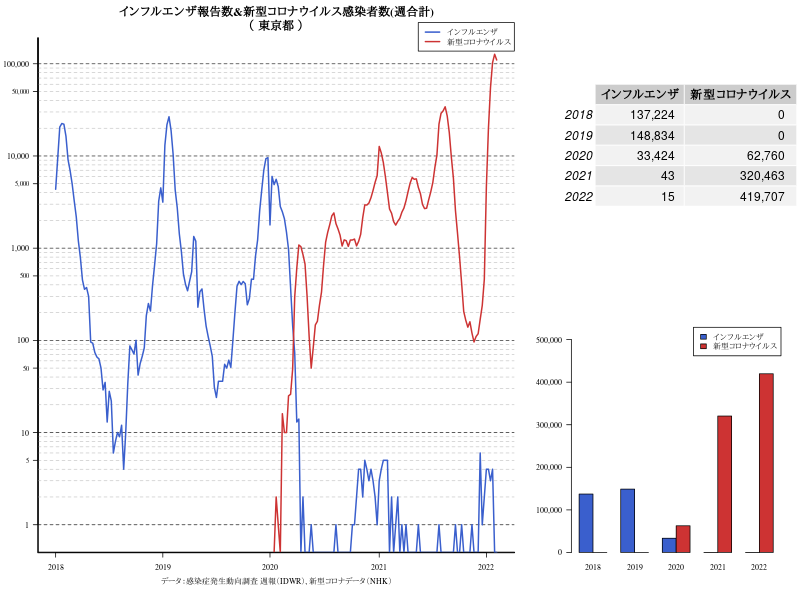 インフルエンザ報告数&新型コロナウイルス感染者数(週合計)
( 東京都 )
インフルエンザ
新型コロナウイルス
100,000
50,000
10,000
5,000
1,000
500
100
50
10
5
1
2018
2019
2020
2021
2022
データ:感染症発生動向調査 週報(IDWR)、新型コロナデータ(NHK)
インフルエンザ 新型コロナウイルス
2018 137,224 0
2019 148,834 0
2020 33,424 62,760
2021 43 320,463
2022 15 419,707
インフルエンザ
新型コロナウイルス
500,000
400,000
300,000
200,000
100,000
0
2018
2019
2020
2021
2022